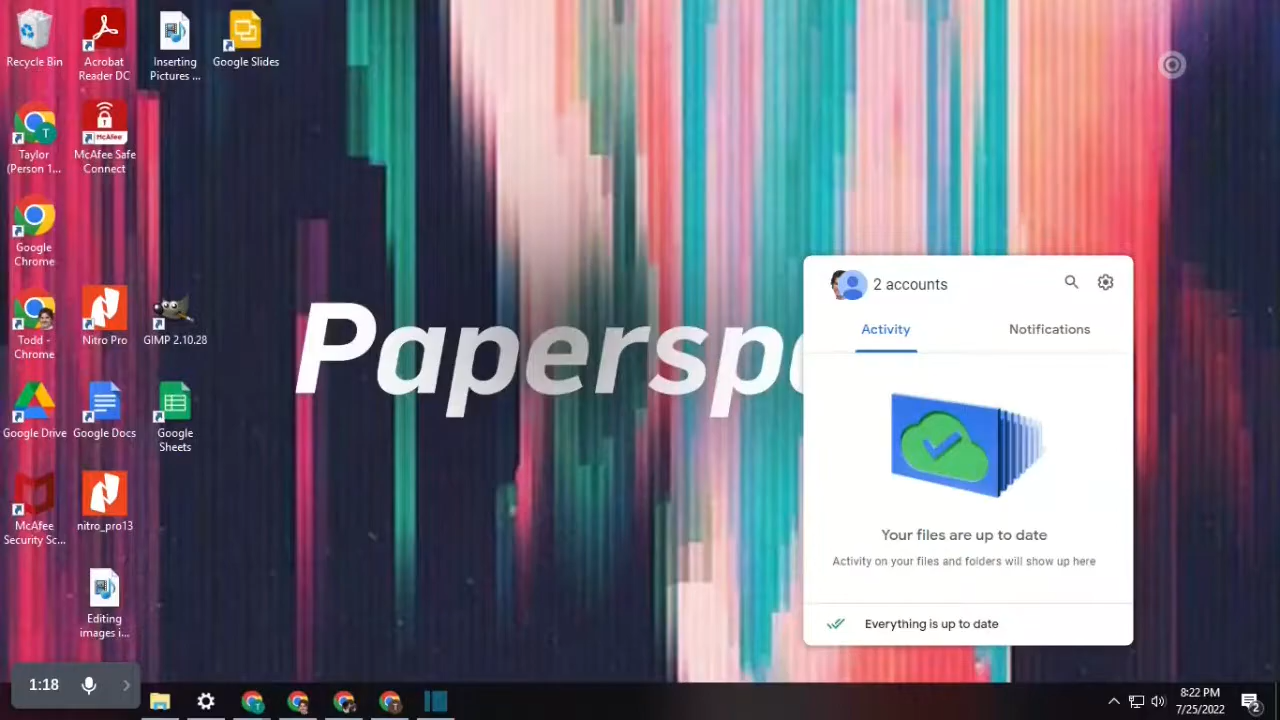 Recycle Bin
Acrobat
Reader DC
Inserting
Pictures ...
Google Slides
Taylor
(Person 1...
McAfee
McAfee Safe
Connect
Google
Chrome
Todd -
Chrome
Nitro Pro
GIMP 2.10.28
Google Drive
Google Docs
Google
Sheets
McAfee
Security Sc...
nitro_pro13
Editing
images i...
Paperspa
2 accounts
Activity
Notifications
Your files are up to date
Activity on your files and folders will show up here
Everything is up to date
1:18
8:22 PM
7/25/2022
2